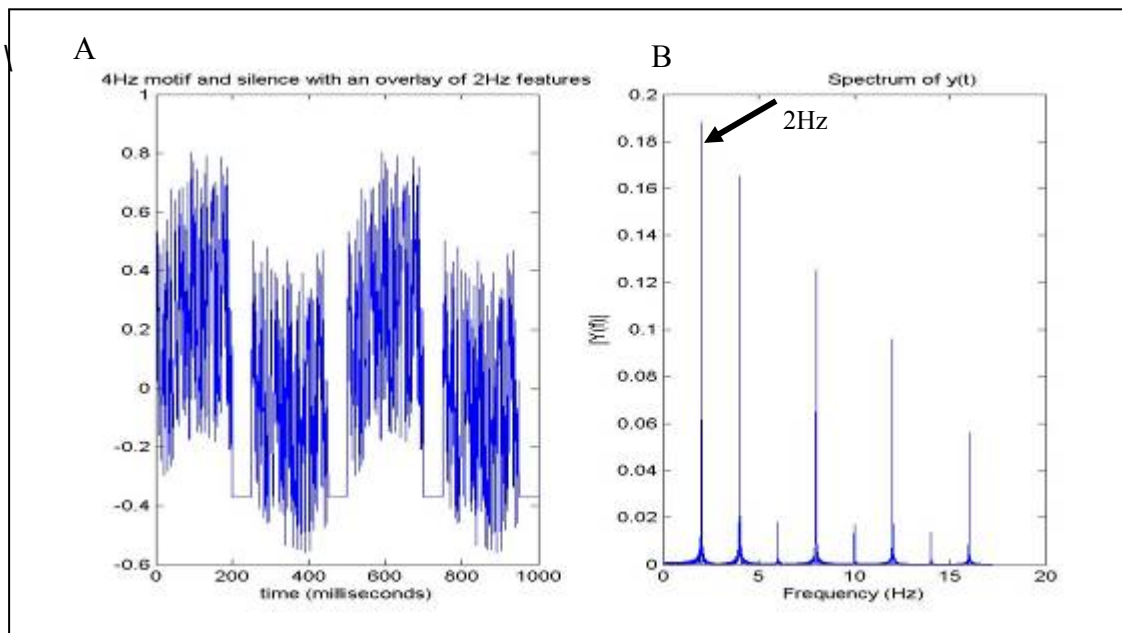 A
4Hz motif and silence with an overlay of 2Hz features
1
0.8
0.6
0.4
0.2
0
-0.2
-0.4
-0.6
0 200 400 600 800 1000
time (milliseconds)
B
Spectrum of y(t)
2Hz
0.2
0.18
0.16
0.14
0.12
0.1
0.08
0.06
0.04
0.02
0
|Y(f)|
0 5 10 15 20
Frequency (Hz)
\